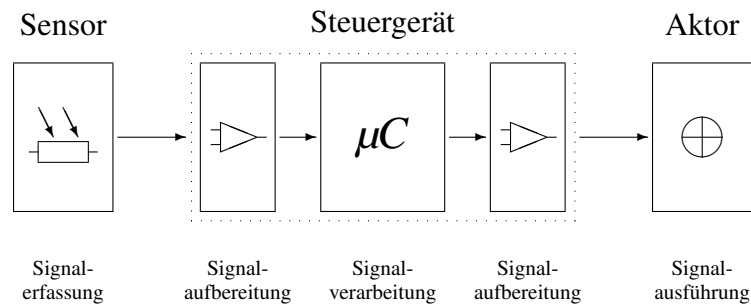 Sensor
Steuergerät
Aktor
μC
Signal-
erfassung
Signal-
aufbereitung
Signal-
verarbeitung
Signal-
aufbereitung
Signal-
ausführung